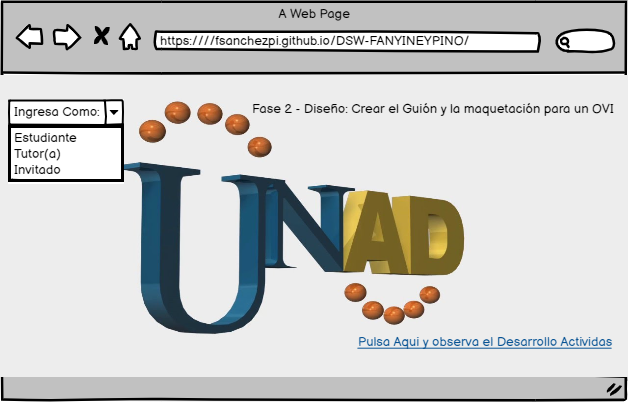 A Web Page
https:////fsanchezpi.github.io/DSW-FANYINEYPINO/
Ingresa Como:
Fase 2 - Diseño: Crear el Guión y la maquetación para un OVI
Estudiante
Tutor(a)
Invitado
UNAD
Pulsa Aqui y observa el Desarrollo Activides